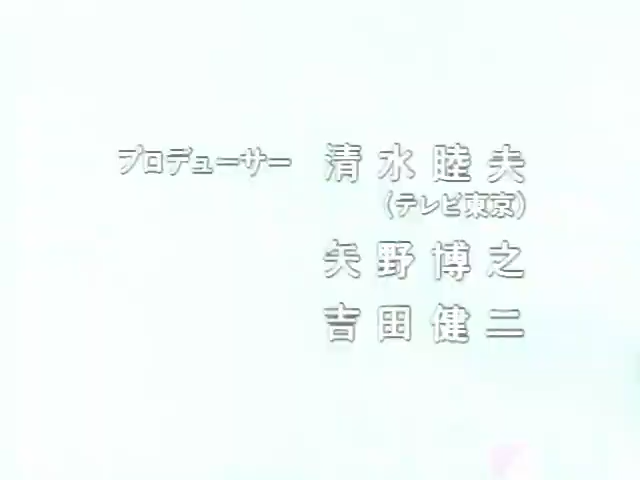 プロデューサー 清水睦夫
(テレビ東京)
矢野博之
吉田健二